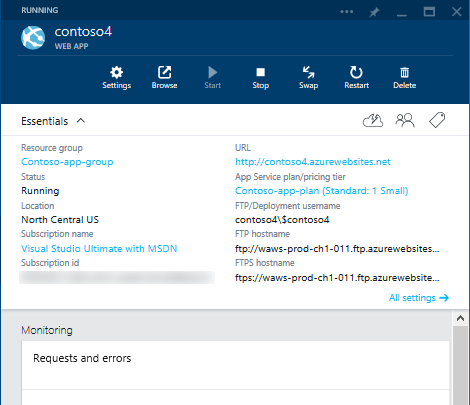 RUNNING
contoso4
WEB APP
Settings Browse Start Stop Swap Restart Delete
Essentials
Resource group
Contoso-app-group
Status
Running
Location
North Central US
Subscription name
Visual Studio Ultimate with MSDN
Subscription id
URL
http://contoso4.azurewebsites.net
App Service plan/pricing tier
Contoso-app-plan (Standard: 1 Small)
FTP/Deployment username
contoso4\$contoso4
FTP hostname
ftp://waws-prod-ch1-011.ftp.azurewebsites...
FTPS hostname
ftps://waws-prod-ch1-011.ftp.azurewebsites...
All settings →
Monitoring
Requests and errors